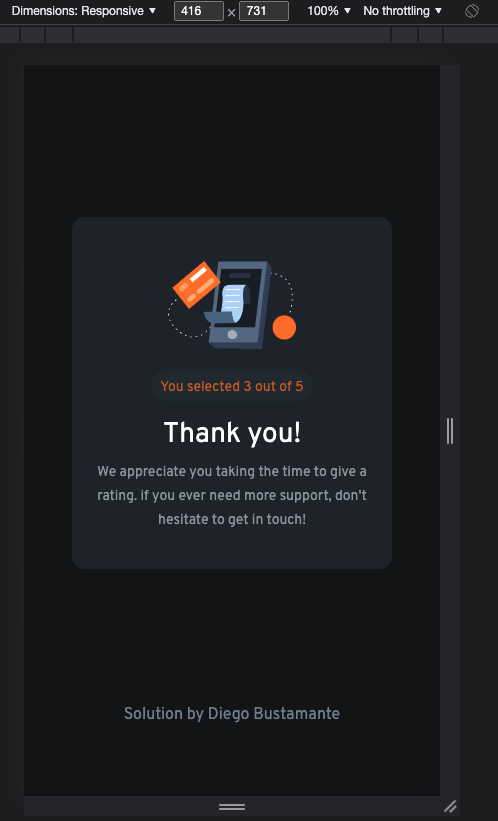 Dimensions: Responsive ▼ 416 × 731 100% ▼ No throttling ▼
You selected 3 out of 5
Thank you!
We appreciate you taking the time to give a
rating. if you ever need more support, don't
hesitate to get in touch!
Solution by Diego Bustamante